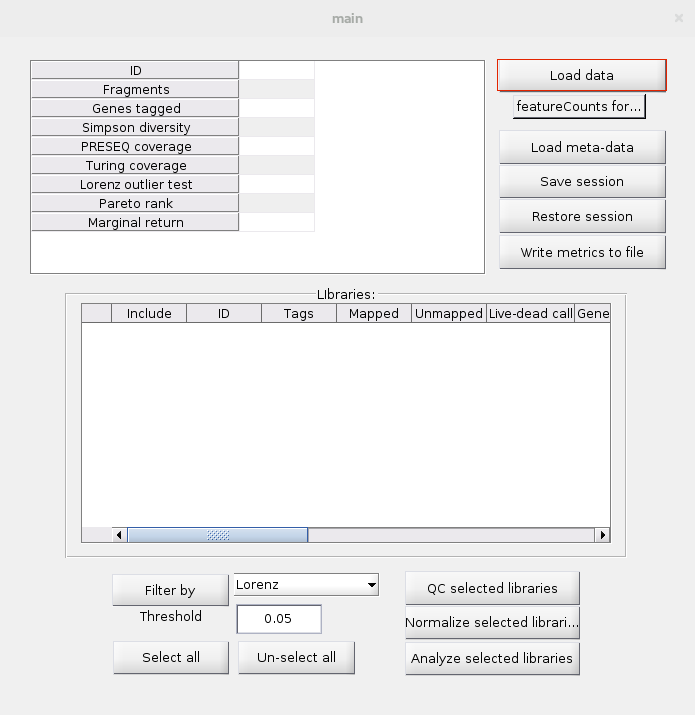 main
ID
Fragments
Genes tagged
Simpson diversity
PRESEQ coverage
Turing coverage
Lorenz outlier test
Pareto rank
Marginal return
Load data
featureCounts for...
Load meta-data
Save session
Restore session
Write metrics to file
LIbraries:
Include ID Tags Mapped Unmapped Live-dead call Gene
Filter by Lorenz
Threshold 0.05
Select all Un-select all
QC selected libraries
Normalize selected librari...
Analyze selected libraries